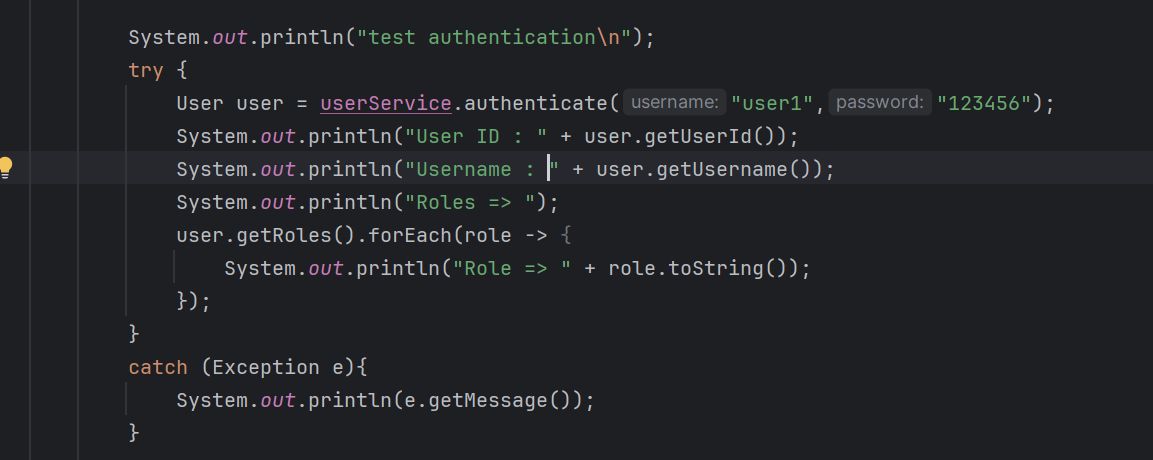 System.out.println("test authentication\n");
try {
User user = userService.authenticate( username: "user1", password: "123456");
System.out.println("User ID : " + user.getUserId());
System.out.println("Username : " + user.getUsername());
System.out.println("Roles => ");
user.getRoles().forEach(role -> {
System.out.println("Role => " + role.toString());
});
}
catch (Exception e){
System.out.println(e.getMessage());
}